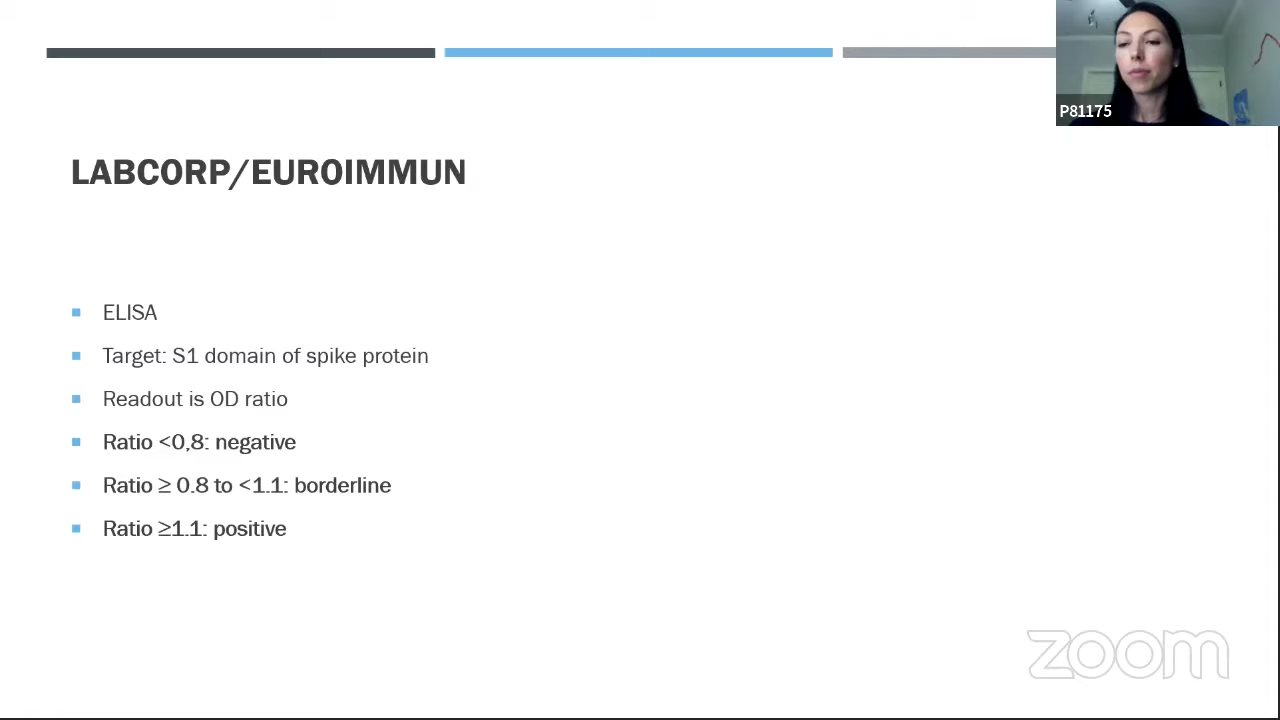 P81175
LABCORP/EUROIMMUN
ELISA
Target: S1 domain of spike protein
Readout is OD ratio
Ratio <0,8: negative
Ratio ≥ 0.8 to <1.1: borderline
Ratio ≥1.1: positive
zoom